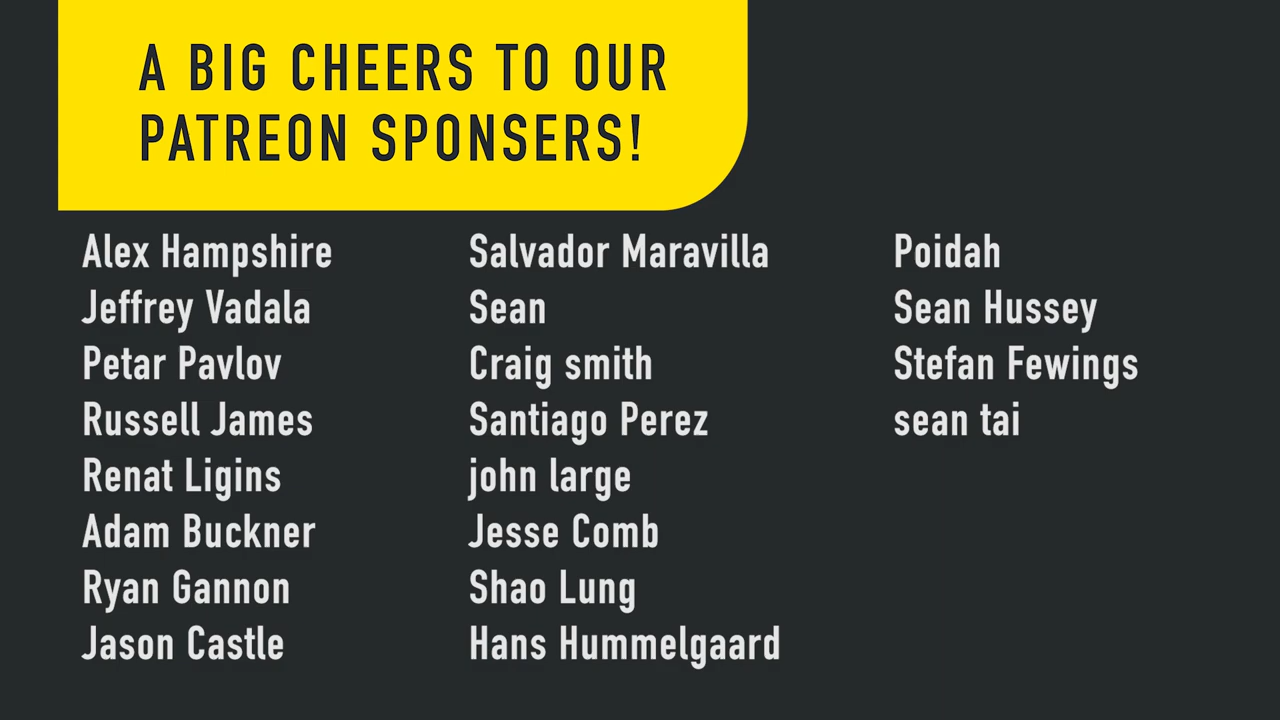 A BIG CHEERS TO OUR
PATREON SPONSERS!
Alex Hampshire
Jeffrey Vadala
Petar Pavlov
Russell James
Renat Ligins
Adam Buckner
Ryan Gannon
Jason Castle
Salvador Maravilla
Sean
Craig smith
Santiago Perez
john large
Jesse Comb
Shao Lung
Hans Hummelgaard
Poidah
Sean Hussey
Stefan Fewings
sean tai